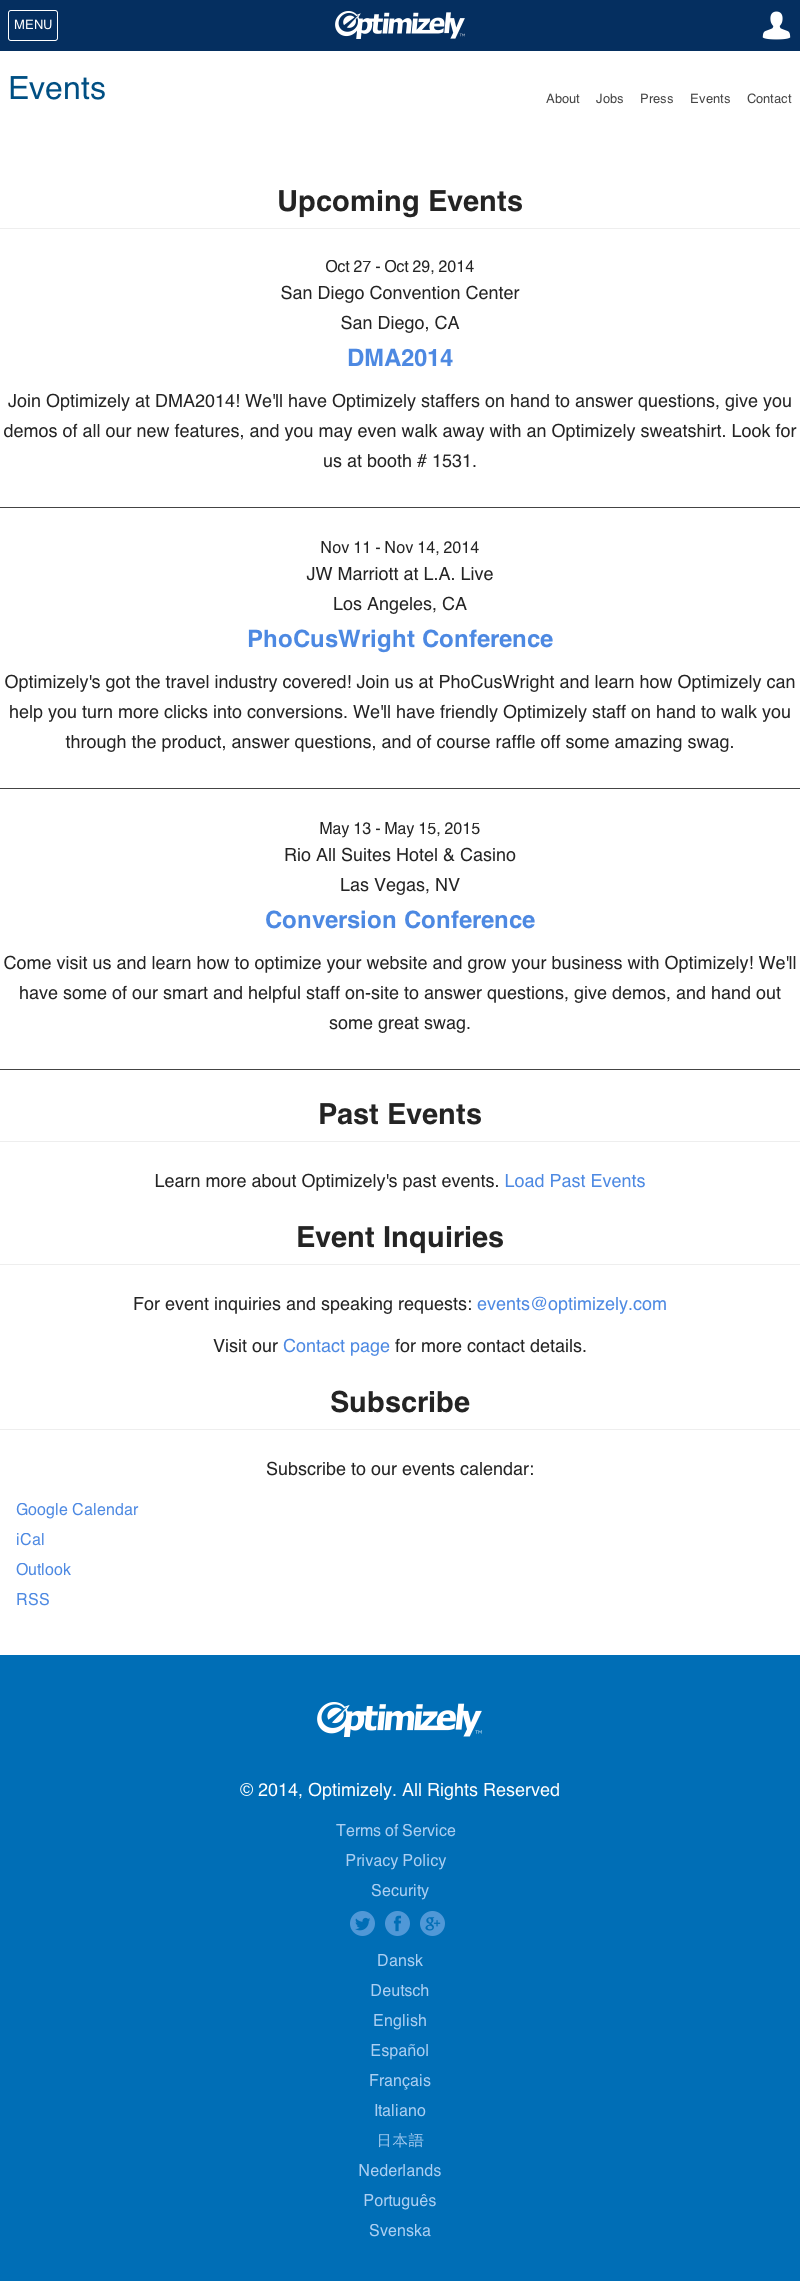 MENU
Optimizely™
Events
About Jobs Press Events Contact
Upcoming Events
Oct 27 - Oct 29, 2014
San Diego Convention Center
San Diego, CA
DMA2014
Join Optimizely at DMA2014! We'll have Optimizely staffers on hand to answer questions, give you
demos of all our new features, and you may even walk away with an Optimizely sweatshirt. Look for
us at booth # 1531.
Nov 11 - Nov 14, 2014
JW Marriott at L.A. Live
Los Angeles, CA
PhoCusWright Conference
Optimizely's got the travel industry covered! Join us at PhoCusWright and learn how Optimizely can
help you turn more clicks into conversions. We'll have friendly Optimizely staff on hand to walk you
through the product, answer questions, and of course raffle off some amazing swag.
May 13 - May 15, 2015
Rio All Suites Hotel & Casino
Las Vegas, NV
Conversion Conference
Come visit us and learn how to optimize your website and grow your business with Optimizely! We'll
have some of our smart and helpful staff on-site to answer questions, give demos, and hand out
some great swag.
Past Events
Learn more about Optimizely's past events. Load Past Events
Event Inquiries
For event inquiries and speaking requests: events@optimizely.com
Visit our Contact page for more contact details.
Subscribe
Subscribe to our events calendar:
Google Calendar
iCal
Outlook
RSS
Optimizely™
© 2014, Optimizely. All Rights Reserved
Terms of Service
Privacy Policy
Security
Dansk
Deutsch
English
Español
Français
Italiano
日本語
Nederlands
Português
Svenska